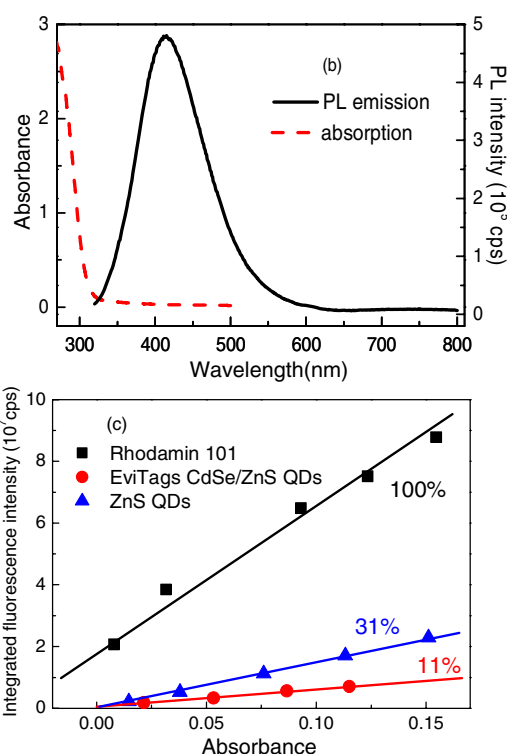 3
2
1
0
Absorbance
(b)
PL emission
absorption
5
4
3
2
1
0
PL intensity (10⁵ cps)
300 400 500 600 700 800
Wavelength(nm)
10
8
6
4
2
0
Integrated fluorescence intensity (10⁷cps)
(c)
Rhodamin 101
EviTags CdSe/ZnS QDs
ZnS QDs
100%
31%
11%
0.00 0.05 0.10 0.15
Absorbance